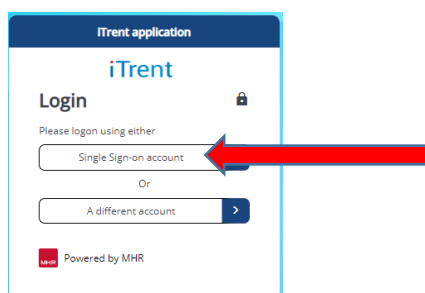 iTrent application
iTrent
Login
Please logon using either
Single Sign-on account
Or
A different account
MHR Powered by MHR